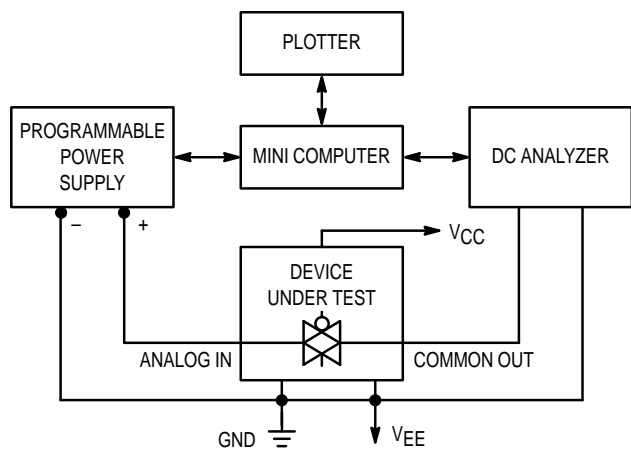 PLOTTER
PROGRAMMABLE
POWER
SUPPLY
MINI COMPUTER
DC ANALYZER
– +
VCC
DEVICE
UNDER TEST
ANALOG IN
COMMON OUT
GND
VEE